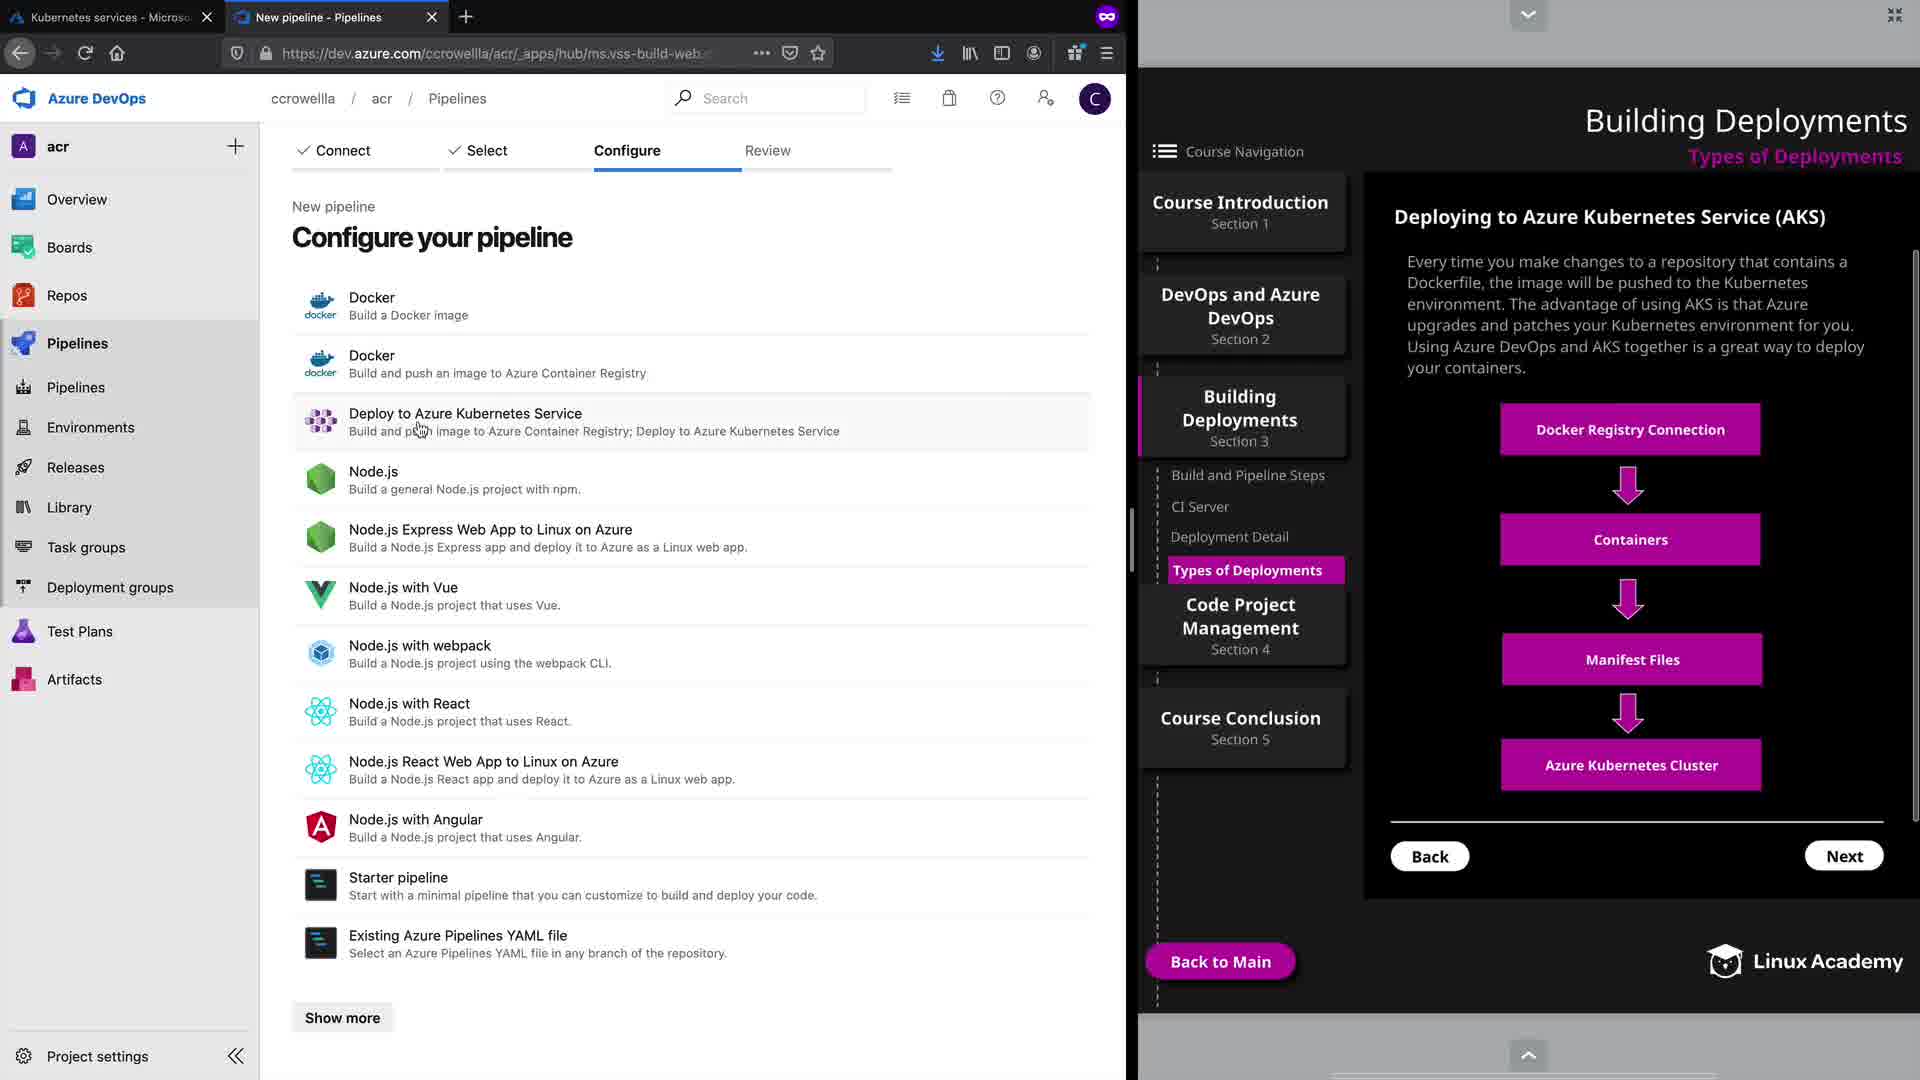 Kubernetes services - Microso
New pipeline - Pipelines
https://dev.azure.com/ccrowellla/acr/_apps/hub/ms.vss-build-web.
Azure DevOps
ccrowellla / acr / Pipelines
Search
C
A acr
Overview
Boards
Repos
Pipelines
Pipelines
Environments
Releases
Library
Task groups
Deployment groups
Test Plans
Artifacts
Project settings
Connect
Select
Configure
Review
New pipeline
Configure your pipeline
docker
Docker
Build a Docker image
docker
Docker
Build and push an image to Azure Container Registry
Deploy to Azure Kubernetes Service
Build and push image to Azure Container Registry; Deploy to Azure Kubernetes Service
Node.js
Build a general Node.js project with npm.
Node.js Express Web App to Linux on Azure
Build a Node.js Express app and deploy it to Azure as a Linux web app.
Node.js with Vue
Build a Node.js project that uses Vue.
Node.js with webpack
Build a Node.js project using the webpack CLI.
Node.js with React
Build a Node.js project that uses React.
Node.js React Web App to Linux on Azure
Build a Node.js React app and deploy it to Azure as a Linux web app.
Node.js with Angular
Build a Node.js project that uses Angular.
Starter pipeline
Start with a minimal pipeline that you can customize to build and deploy your code.
Existing Azure Pipelines YAML file
Select an Azure Pipelines YAML file in any branch of the repository.
Show more
Building Deployments
Types of Deployments
Course Navigation
Course Introduction
Section 1
DevOps and Azure
DevOps
Section 2
Building
Deployments
Section 3
Build and Pipeline Steps
CI Server
Deployment Detail
Types of Deployments
Code Project
Management
Section 4
Course Conclusion
Section 5
Back to Main
Deploying to Azure Kubernetes Service (AKS)
Every time you make changes to a repository that contains a
Dockerfile, the image will be pushed to the Kubernetes
environment. The advantage of using AKS is that Azure
upgrades and patches your Kubernetes environment for you.
Using Azure DevOps and AKS together is a great way to deploy
your containers.
Docker Registry Connection
Containers
Manifest Files
Azure Kubernetes Cluster
Back
Next
Linux Academy